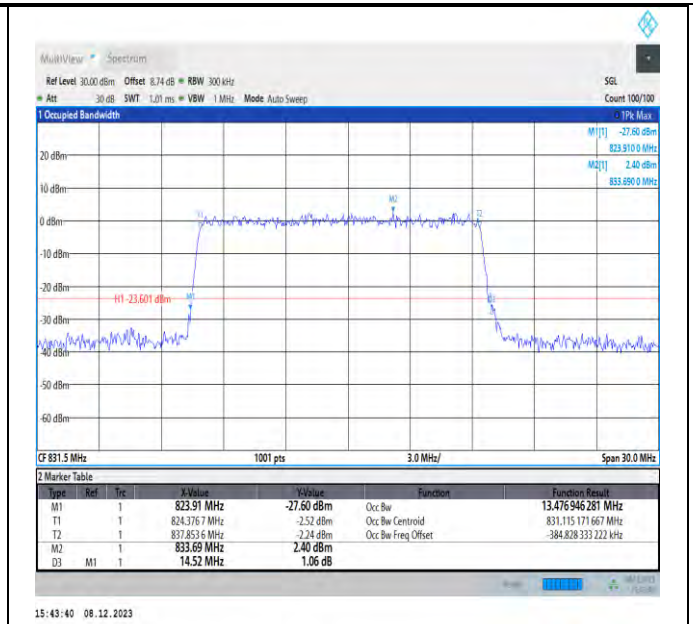 MultiView Spectrum
Ref Level 30.00 dBm Offset 8.74 dB RBW 300 kHz SGL
Att 30 dB SWT 1.01 ms VBW 1 MHz Mode Auto Sweep Count 100/100
1 Occupied Bandwidth 1Pk Max
M1[1] -27.60 dBm
823.910 0 MHz
20 dBm
M2[1] 2.40 dBm
833.690 0 MHz
10 dBm
M2
T1 T2
0 dBm
-10 dBm
-20 dBm
H1 -23.601 dBm M1 D3
-30 dBm
-40 dBm
-50 dBm
-60 dBm
CF 831.5 MHz 1001 pts 3.0 MHz/ Span 30.0 MHz
2 Marker Table
Type Ref Trc X-Value Y-Value Function Function Result
M1 1 823.91 MHz -27.60 dBm Occ Bw 13.476 946 281 MHz
T1 1 824.376 7 MHz -2.52 dBm Occ Bw Centroid 831.115 171 667 MHz
T2 1 837.853 6 MHz -2.24 dBm Occ Bw Freq Offset -384.828 333 222 kHz
M2 1 833.69 MHz 2.40 dBm
D3 M1 1 14.52 MHz 1.06 dB
15:43:40 08.12.2023